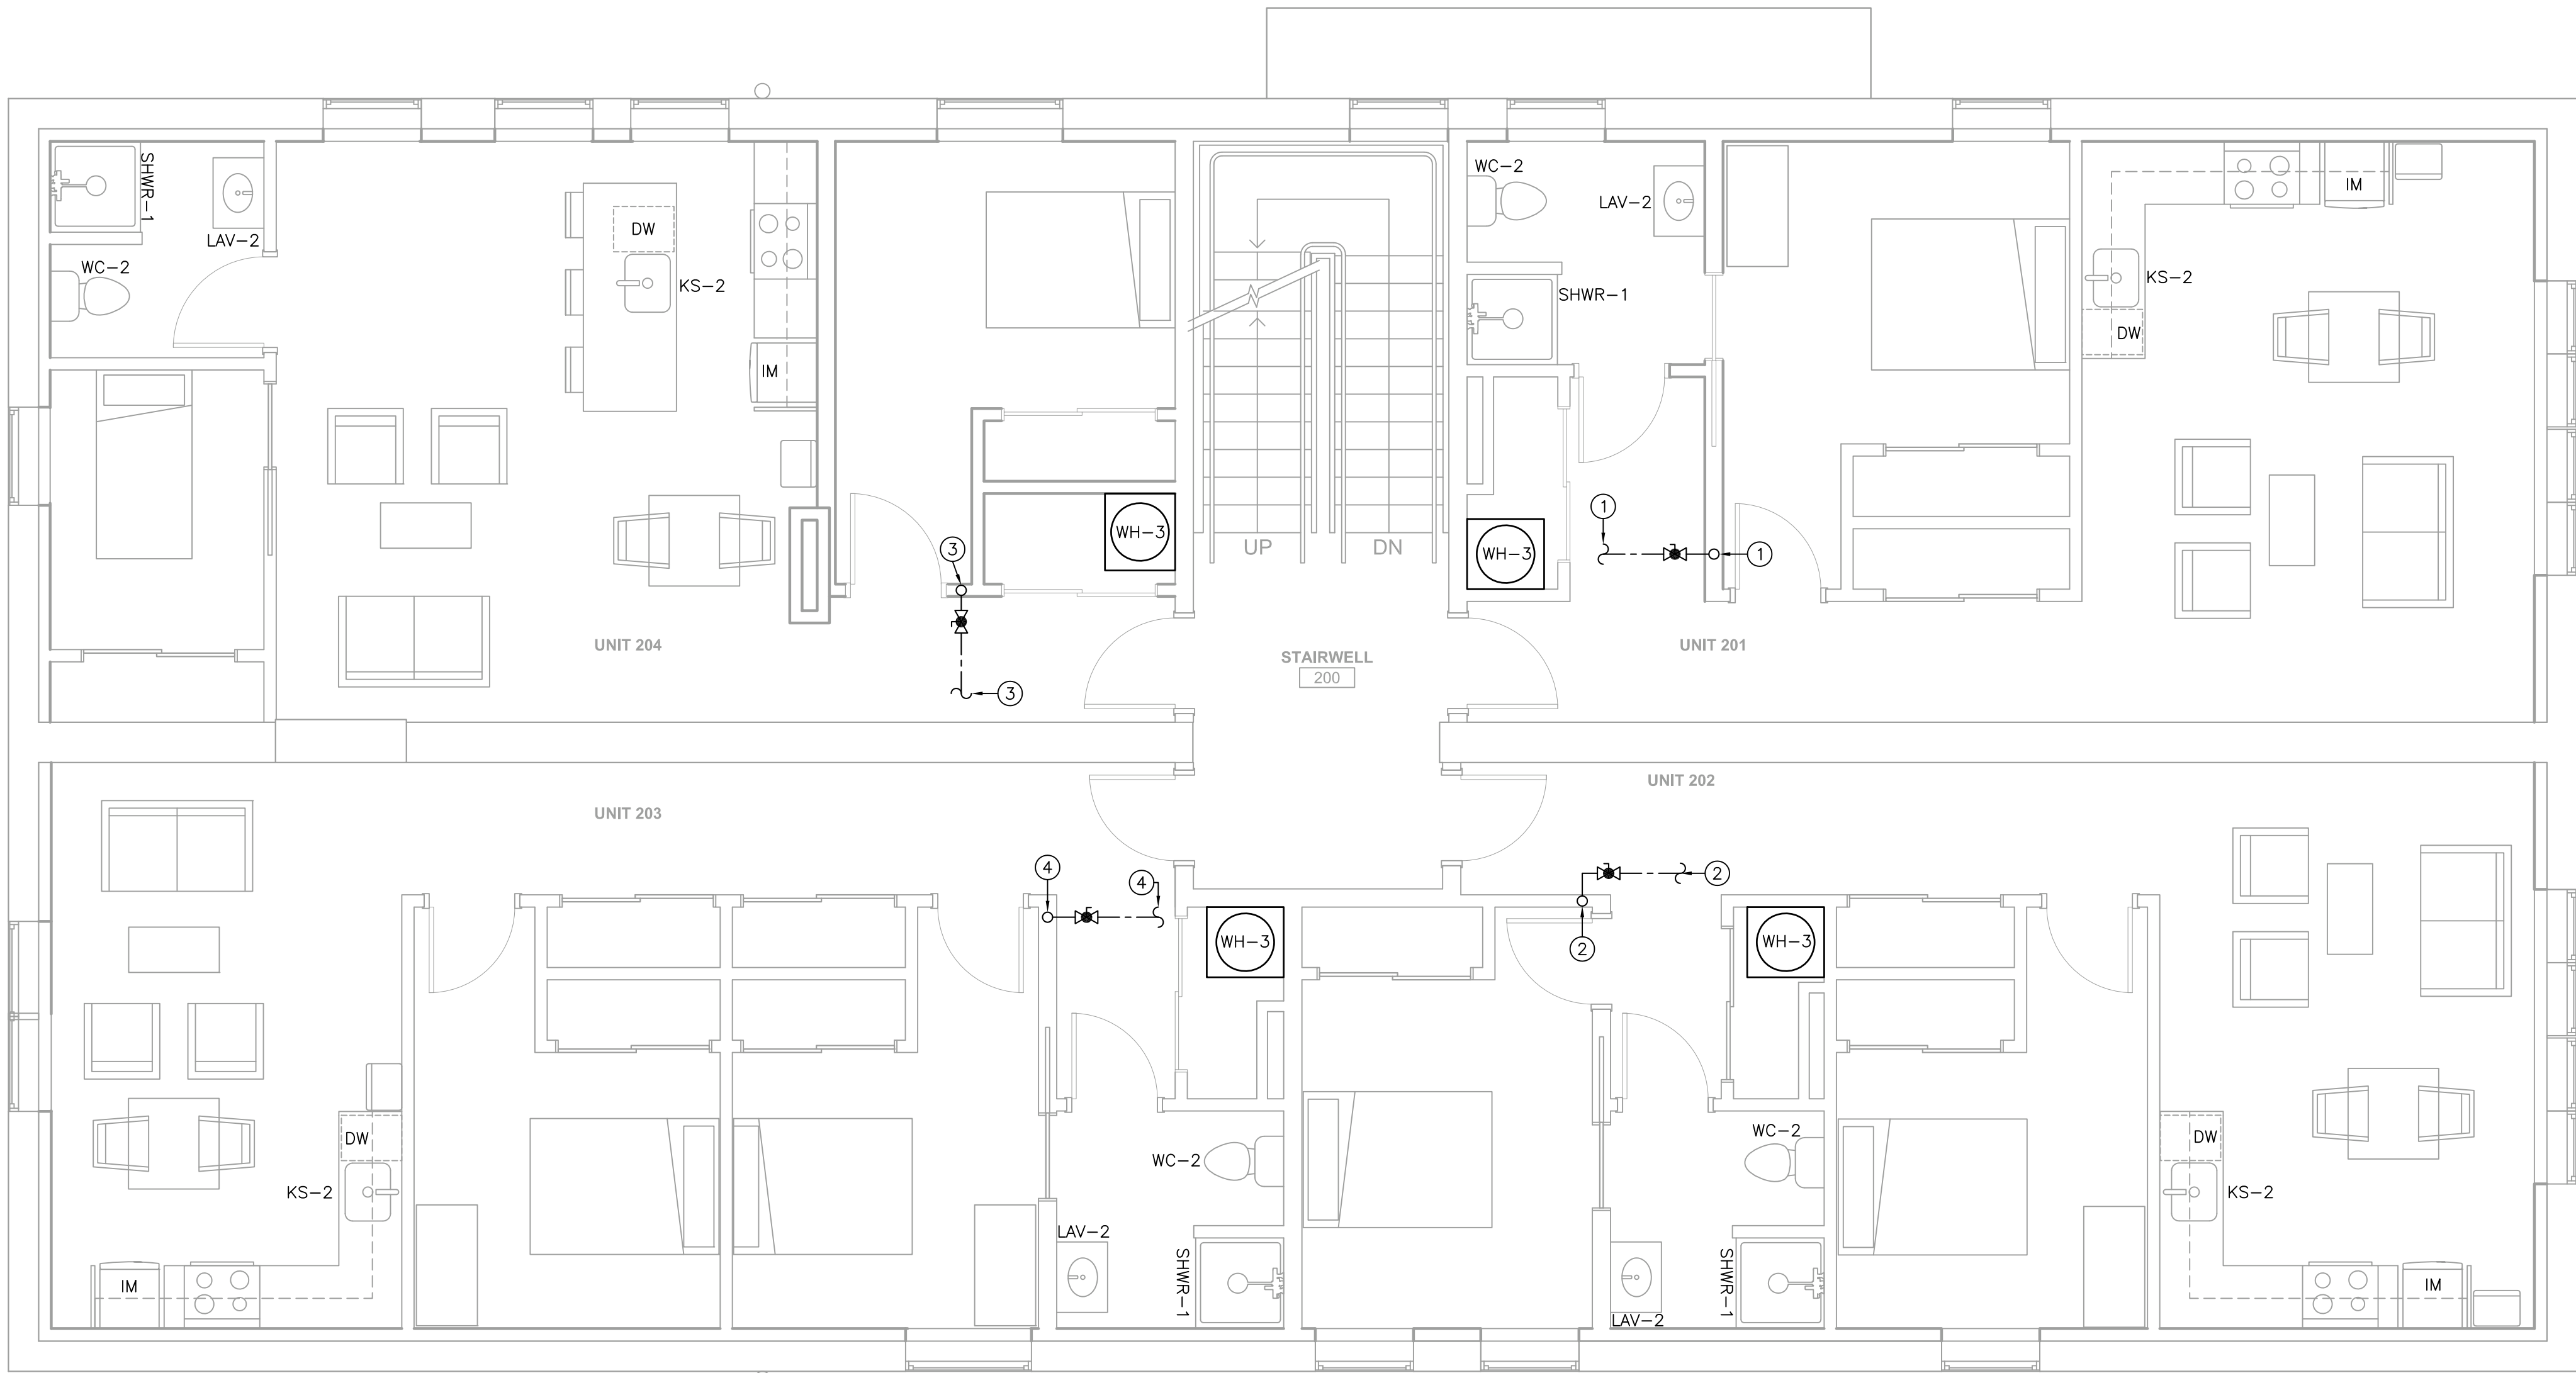 SHWR-1
LAV-2
WC-2
DW
KS-2
IM
WH-3
3
3
UNIT 204
UP
DN
STAIRWELL
200
WC-2
LAV-2
SHWR-1
WH-3
1
1
IM
KS-2
DW
UNIT 201
UNIT 203
4
4
WH-3
DW
KS-2
IM
WC-2
LAV-2
SHWR-1
UNIT 202
2
2
WH-3
WC-2
SHWR-1
LAV-2
DW
KS-2
IM